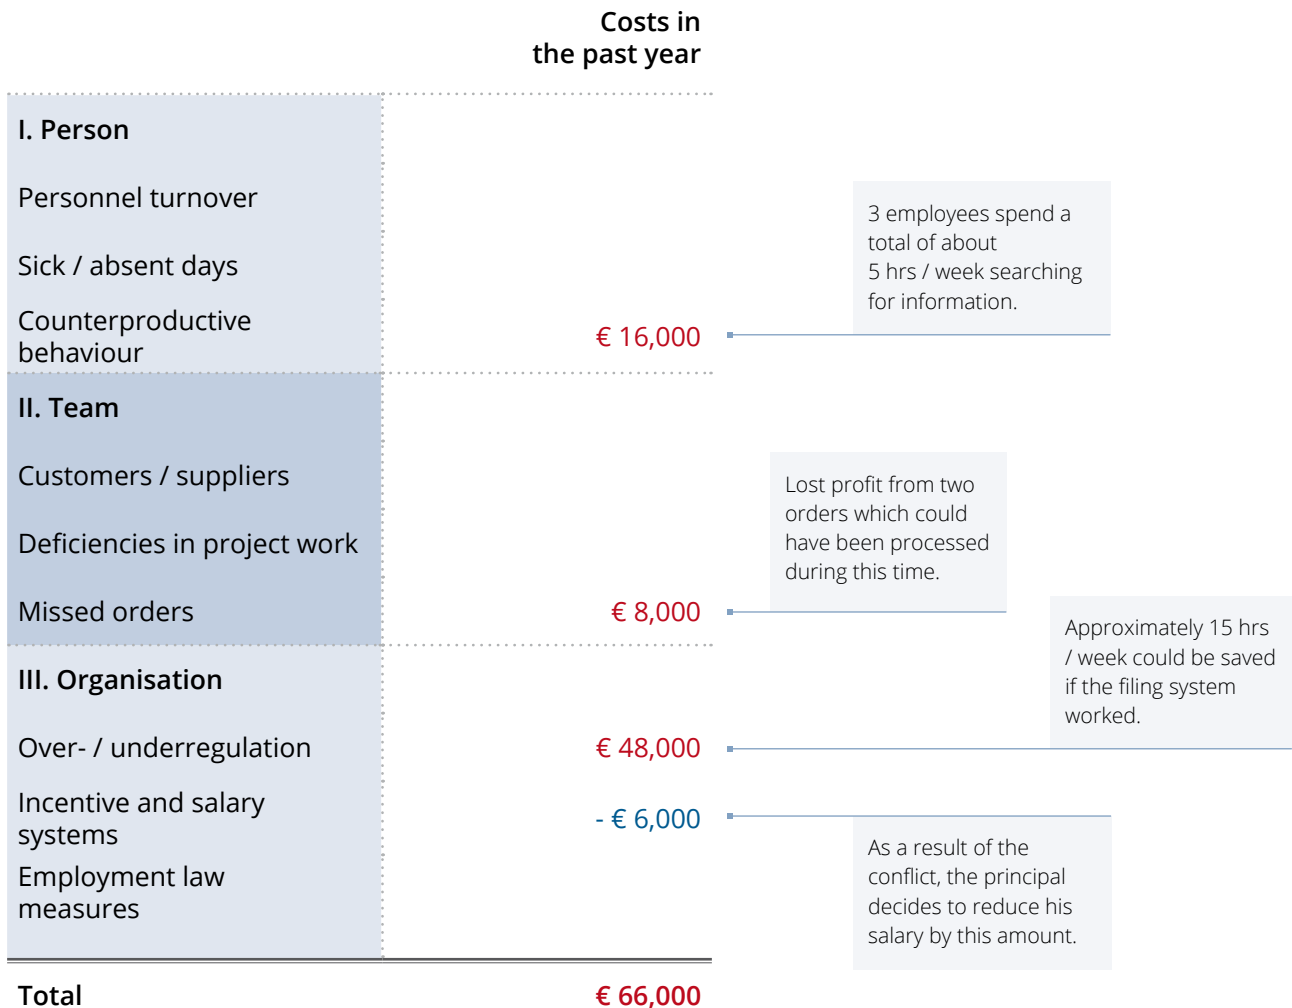 Costs in
the past year
I. Person
Personnel turnover
Sick / absent days
Counterproductive
behaviour
€ 16,000
3 employees spend a
total of about
5 hrs / week searching
for information.
II. Team
Customers / suppliers
Deficiencies in project work
Missed orders
€ 8,000
Lost profit from two
orders which could
have been processed
during this time.
III. Organisation
Over- / underregulation
€ 48,000
Approximately 15 hrs
/ week could be saved
if the filing system
worked.
Incentive and salary
systems
- € 6,000
As a result of the
conflict, the principal
decides to reduce his
salary by this amount.
Employment law
measures
Total
€ 66,000